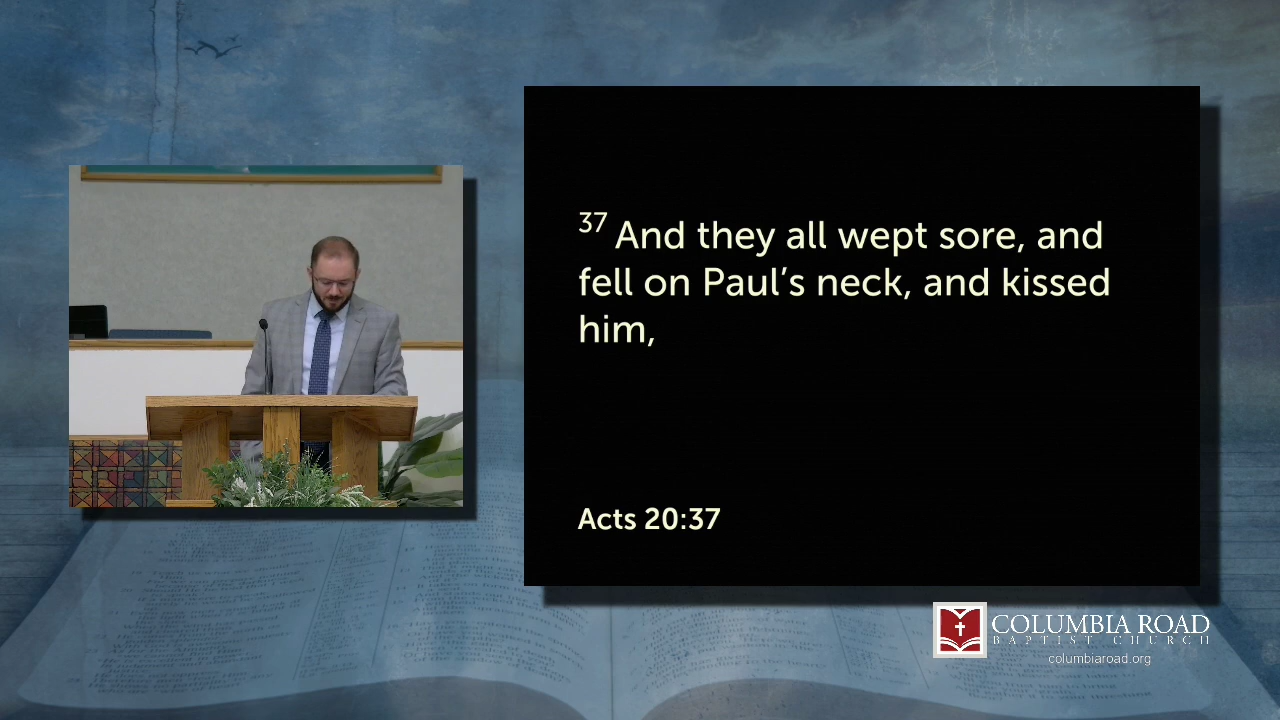 37 And they all wept sore, and
fell on Paul’s neck, and kissed
him,
Acts 20:37
COLUMBIA ROAD
BAPTIST CHURCH
columbiaroad.org